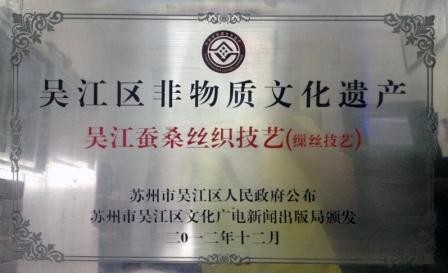 吴江区非物质文化遗产
吴江蚕桑丝织技艺(缫丝技艺)
苏州市吴江区人民政府公布
苏州市吴江区文化广电新闻出版局颁发
二〇一二年十二月